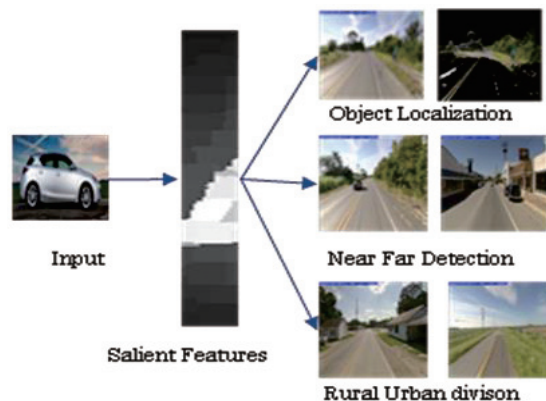 Object Localization
Input
Near Far Detection
Salient Features
Rural Urban divison